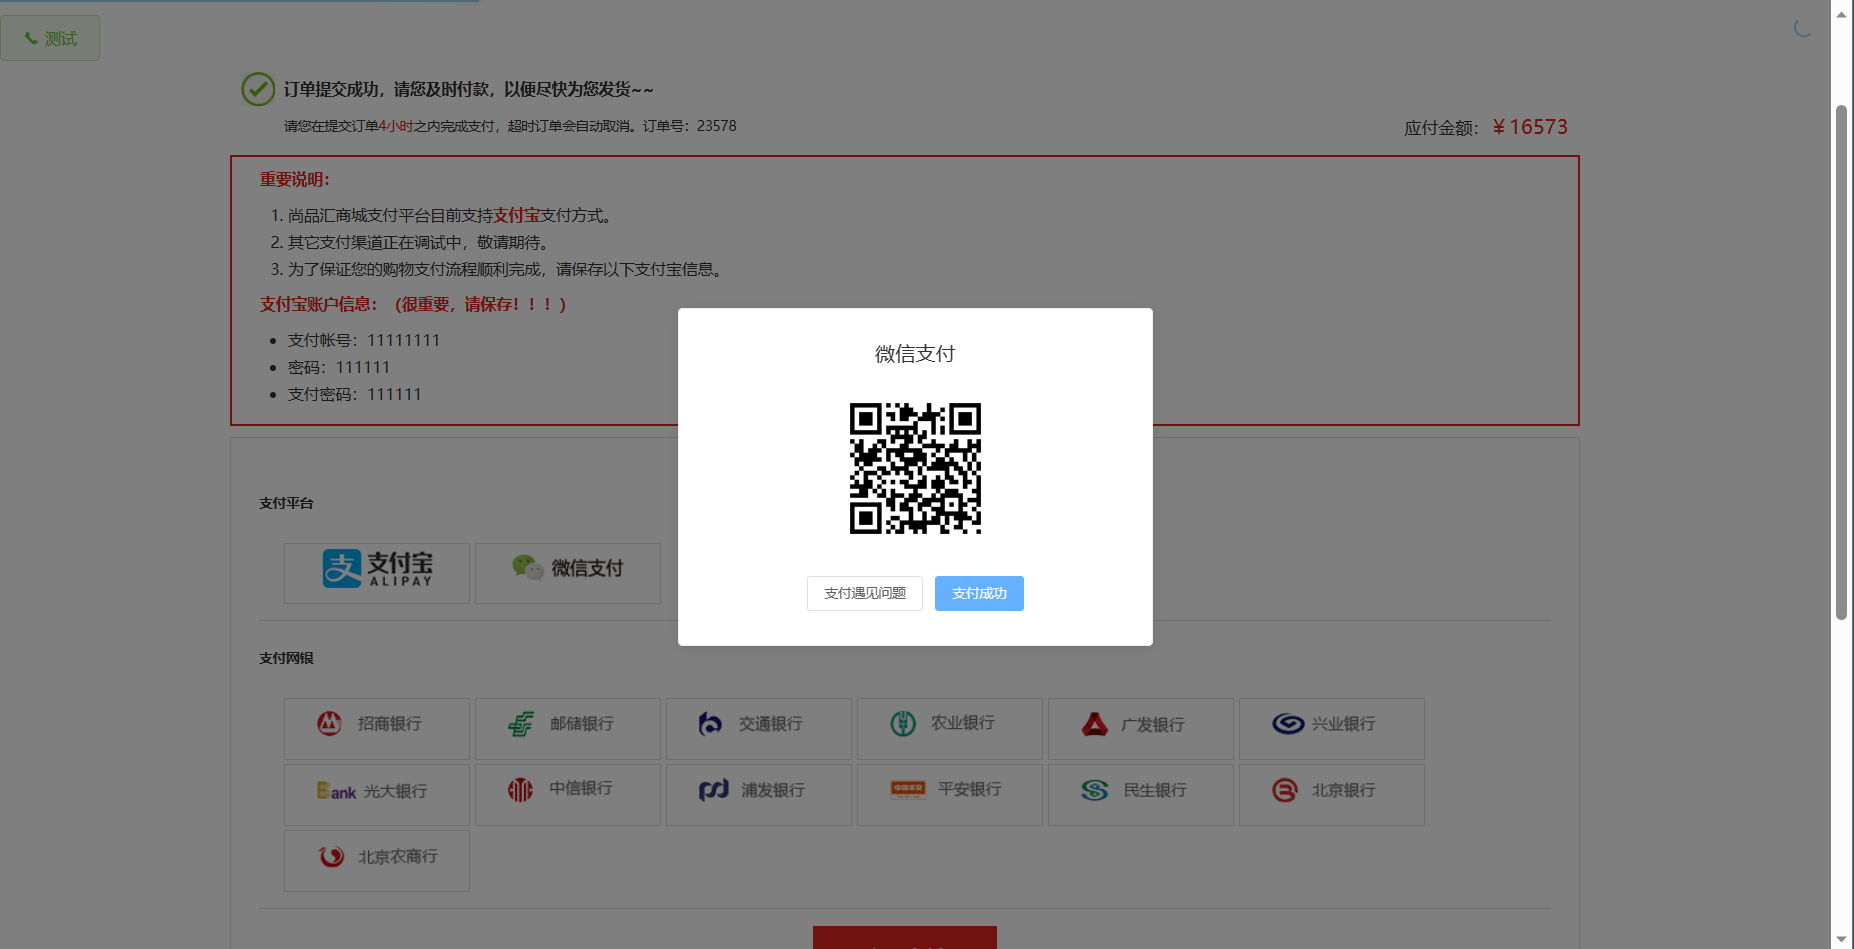 测试
订单提交成功，请您及时付款，以便尽快为您发货~~
请您在提交订单4小时之内完成支付，超时订单会自动取消。订单号：23578
应付金额：￥16573
重要说明：
1. 尚品汇商城支付平台目前支持支付宝支付方式。
2. 其它支付渠道正在调试中，敬请期待。
3. 为了保证您的购物支付流程顺利完成，请保存以下支付宝信息。
支付宝账户信息：（很重要，请保存！！！）
支付帐号：11111111
密码：111111
支付密码：111111
微信支付
支付遇见问题
支付成功
支付平台
支付宝
ALIPAY
微信支付
支付网银
招商银行
邮储银行
交通银行
农业银行
广发银行
兴业银行
Bank 光大银行
中信银行
浦发银行
平安银行
民生银行
北京银行
北京农商行